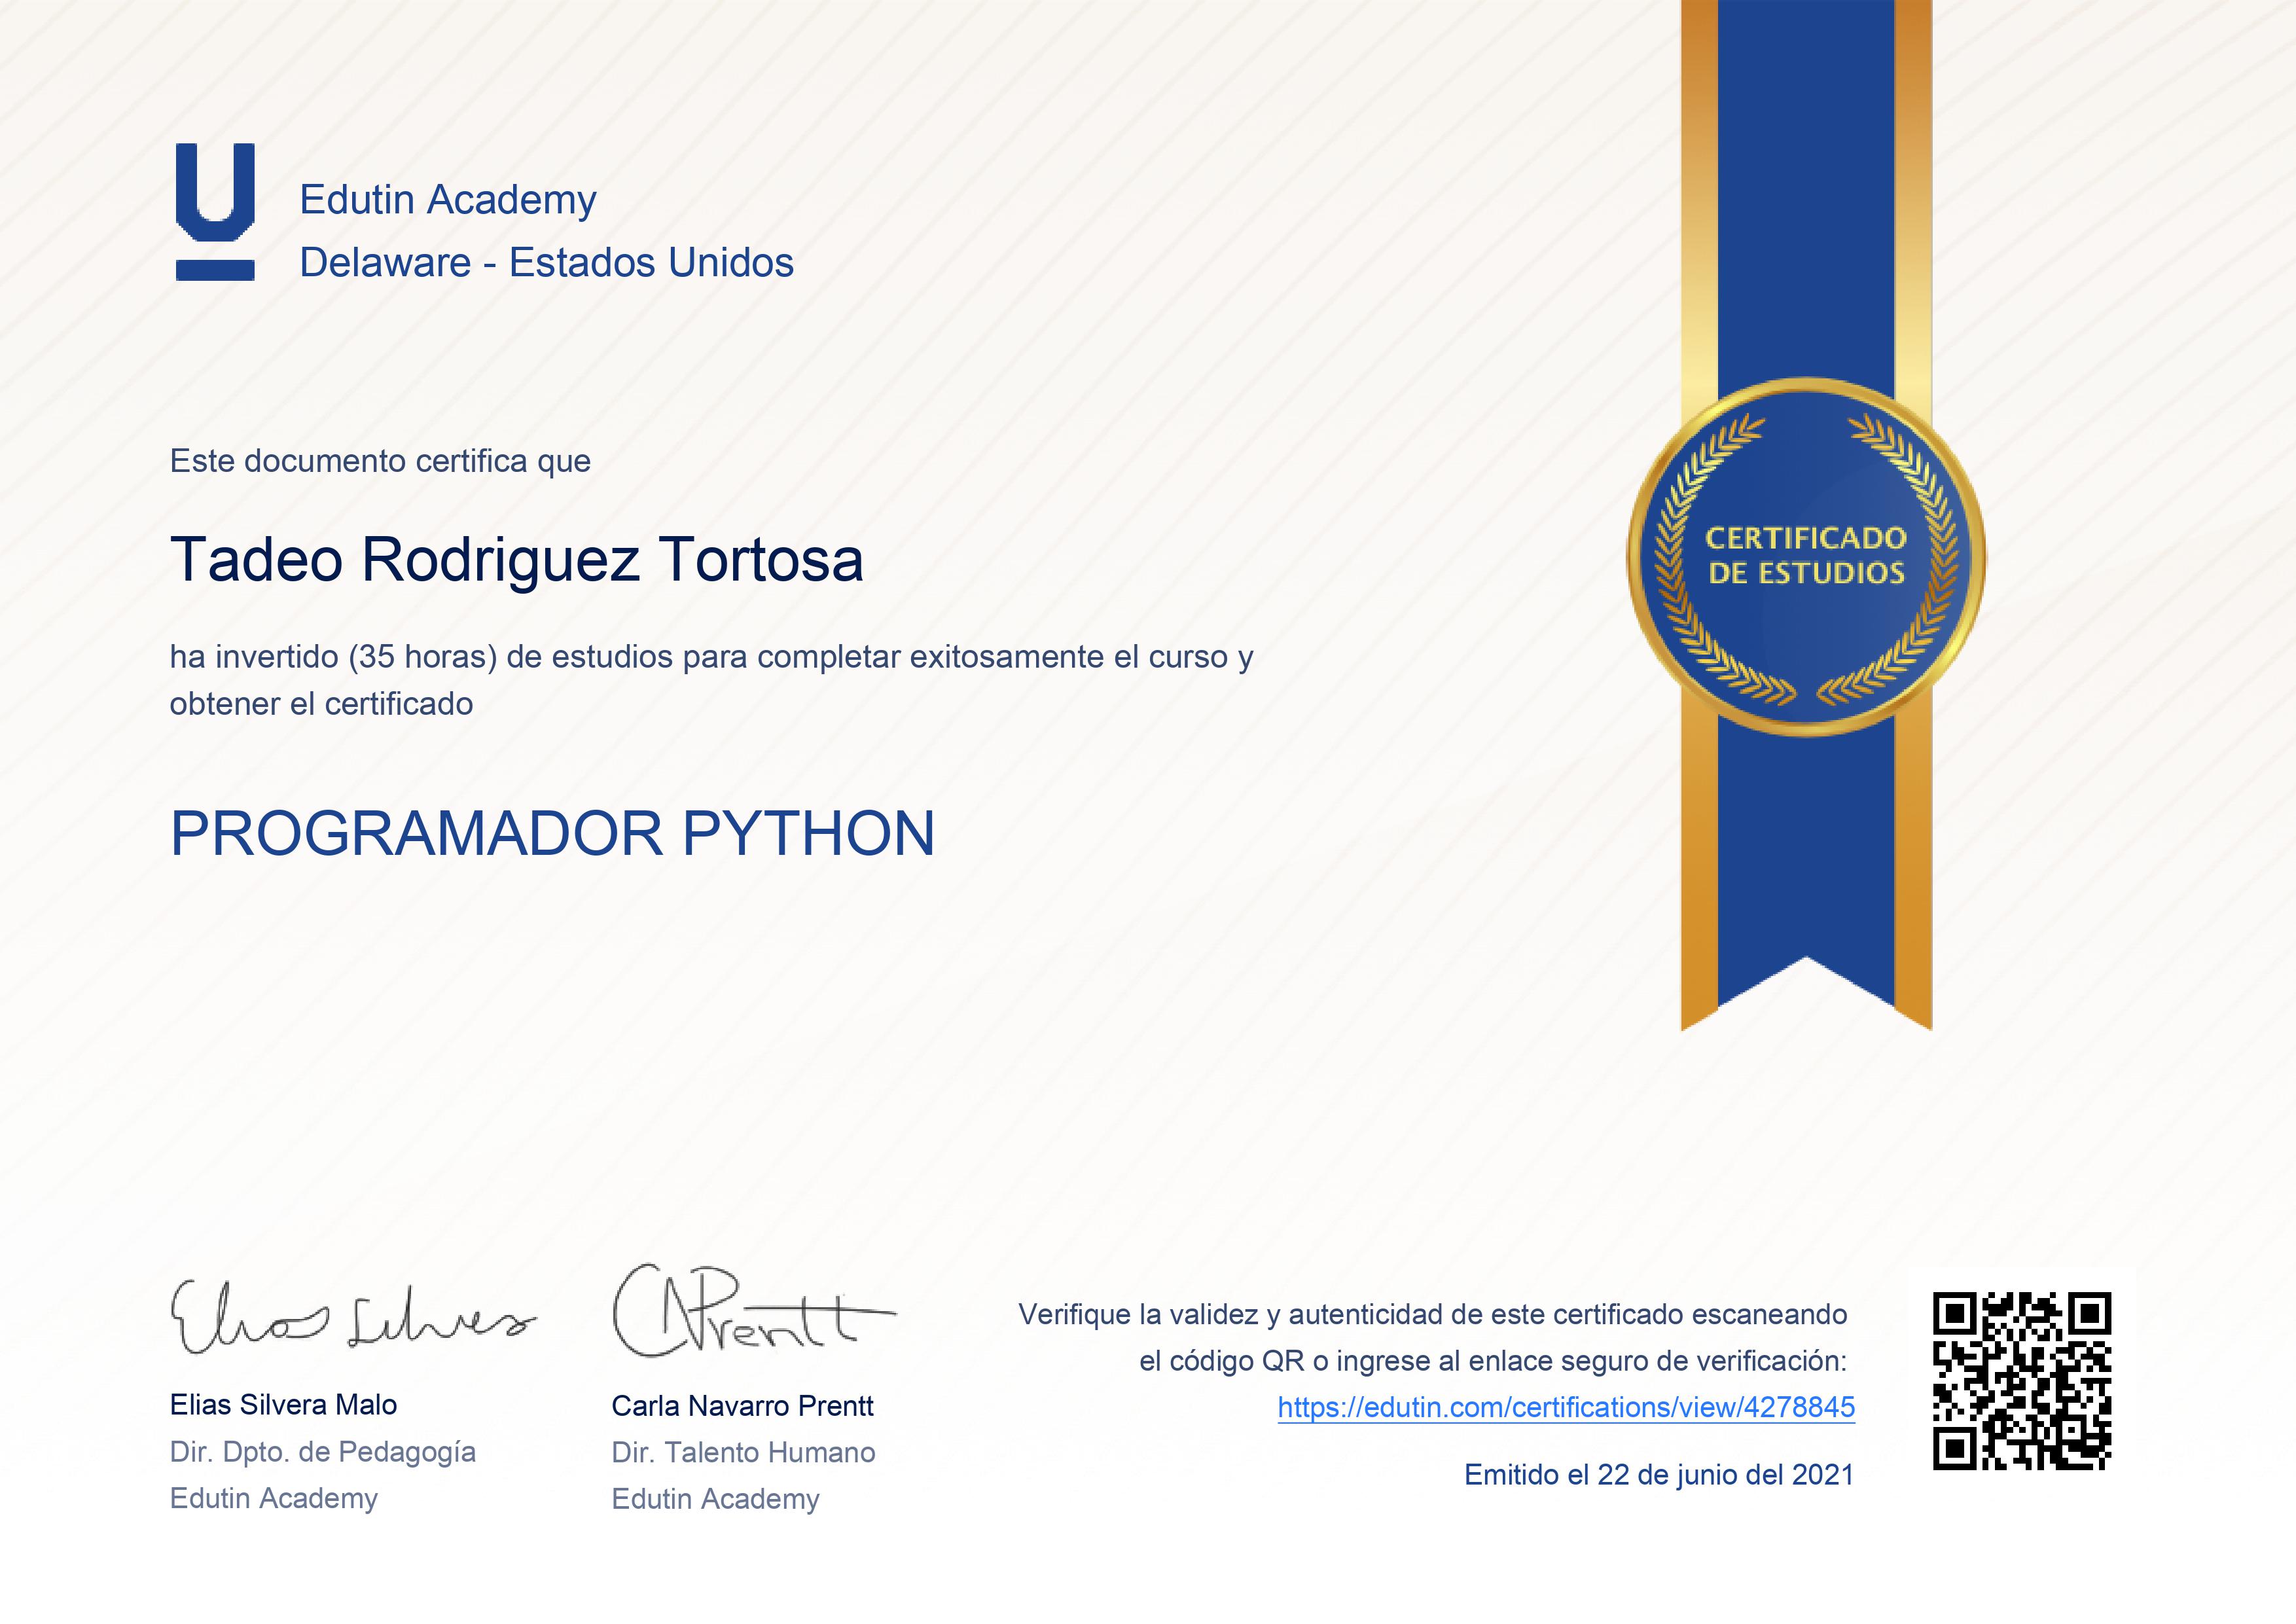 Edutin Academy
Delaware - Estados Unidos
Este documento certifica que
Tadeo Rodriguez Tortosa
ha invertido (35 horas) de estudios para completar exitosamente el curso y
obtener el certificado
PROGRAMADOR PYTHON
CERTIFICADO
DE ESTUDIOS
Elias Silvera Malo
Dir. Dpto. de Pedagogía
Edutin Academy
Carla Navarro Prentt
Dir. Talento Humano
Edutin Academy
Verifique la validez y autenticidad de este certificado escaneando
el código QR o ingrese al enlace seguro de verificación:
https://edutin.com/certifications/view/4278845
Emitido el 22 de junio del 2021